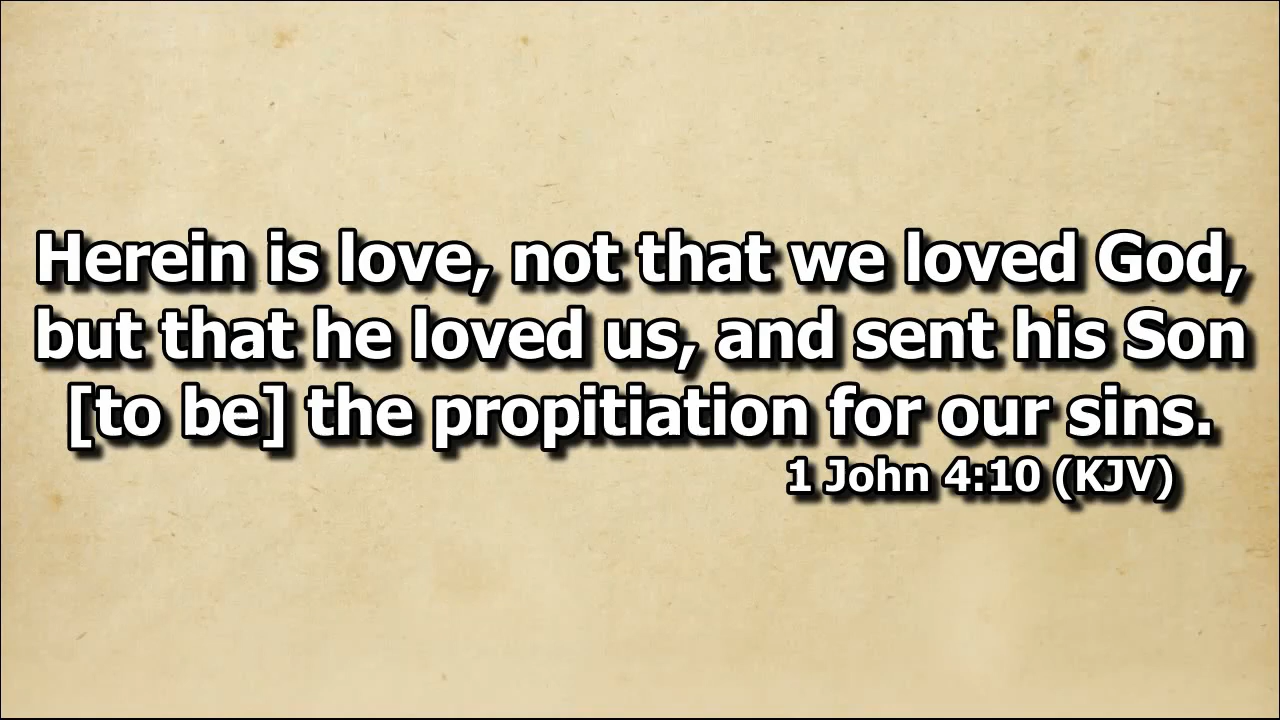 Herein is love, not that we loved God,
but that he loved us, and sent his Son
[to be] the propitiation for our sins.
1 John 4:10 (KJV)